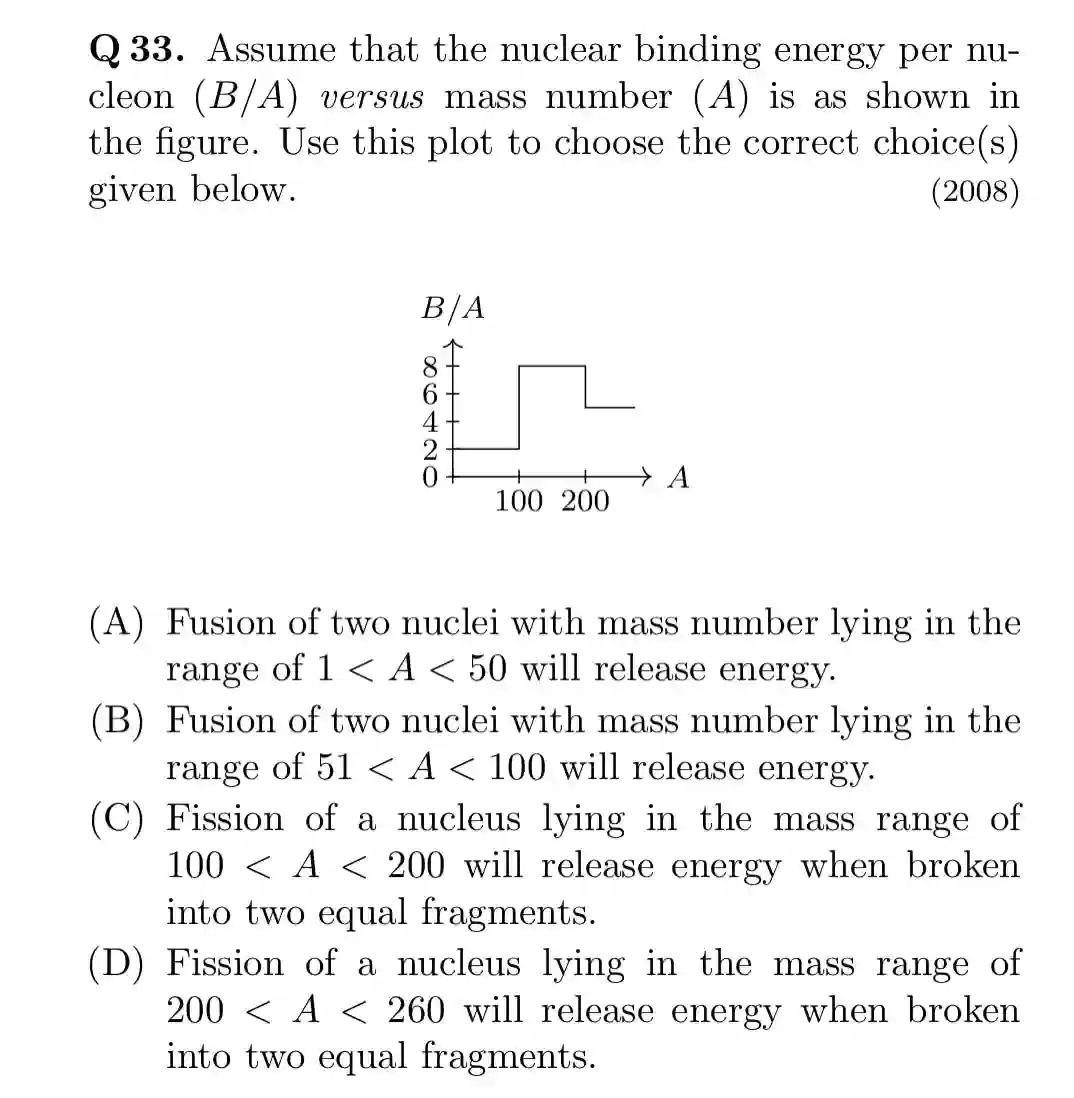 Q 33. Assume that the nuclear binding energy per nu-
cleon (B/A) versus mass number (A) is as shown in
the figure. Use this plot to choose the correct choice(s)
given below. (2008)
B/A
8
6
4
2
0
A
100 200
(A) Fusion of two nuclei with mass number lying in the
range of 1 < A < 50 will release energy.
(B) Fusion of two nuclei with mass number lying in the
range of 51 < A < 100 will release energy.
(C) Fission of a nucleus lying in the mass range of
100 < A < 200 will release energy when broken
into two equal fragments.
(D) Fission of a nucleus lying in the mass range of
200 < A < 260 will release energy when broken
into two equal fragments.